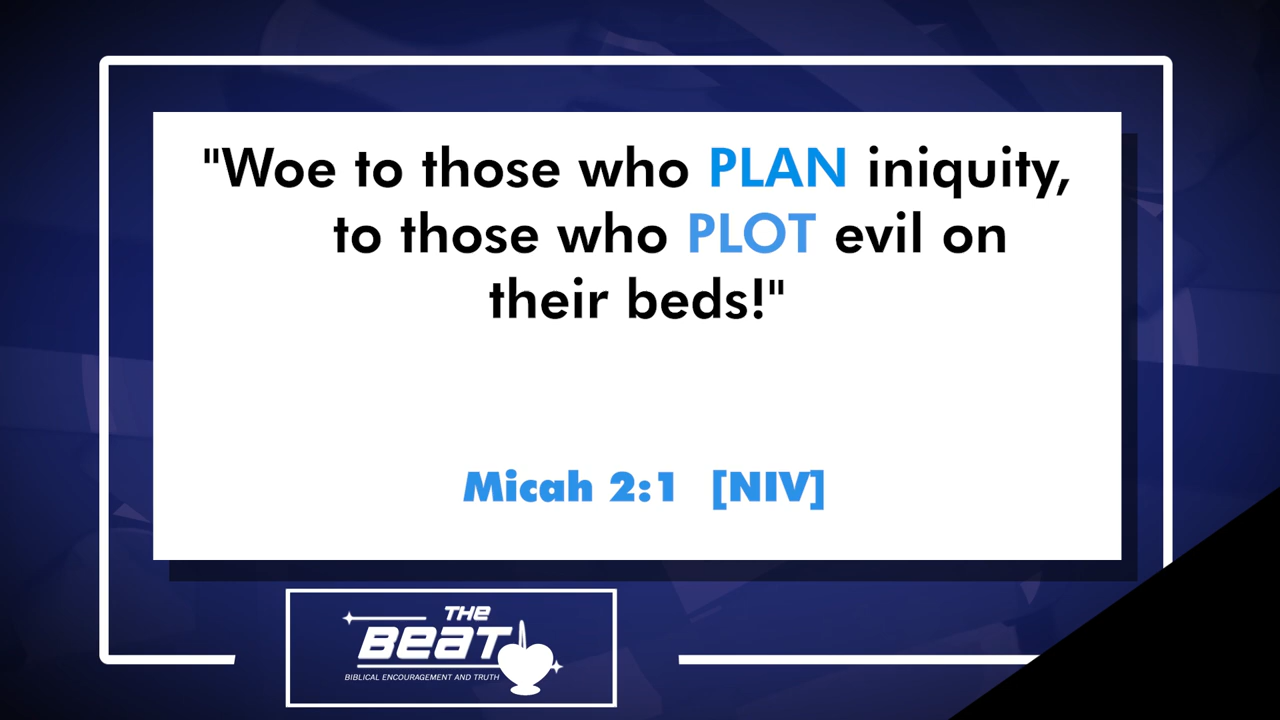 "Woe to those who PLAN iniquity,
to those who PLOT evil on
their beds!"
Micah 2:1 [NIV]
THE
BEAT
BIBLICAL ENCOURAGEMENT AND TRUTH